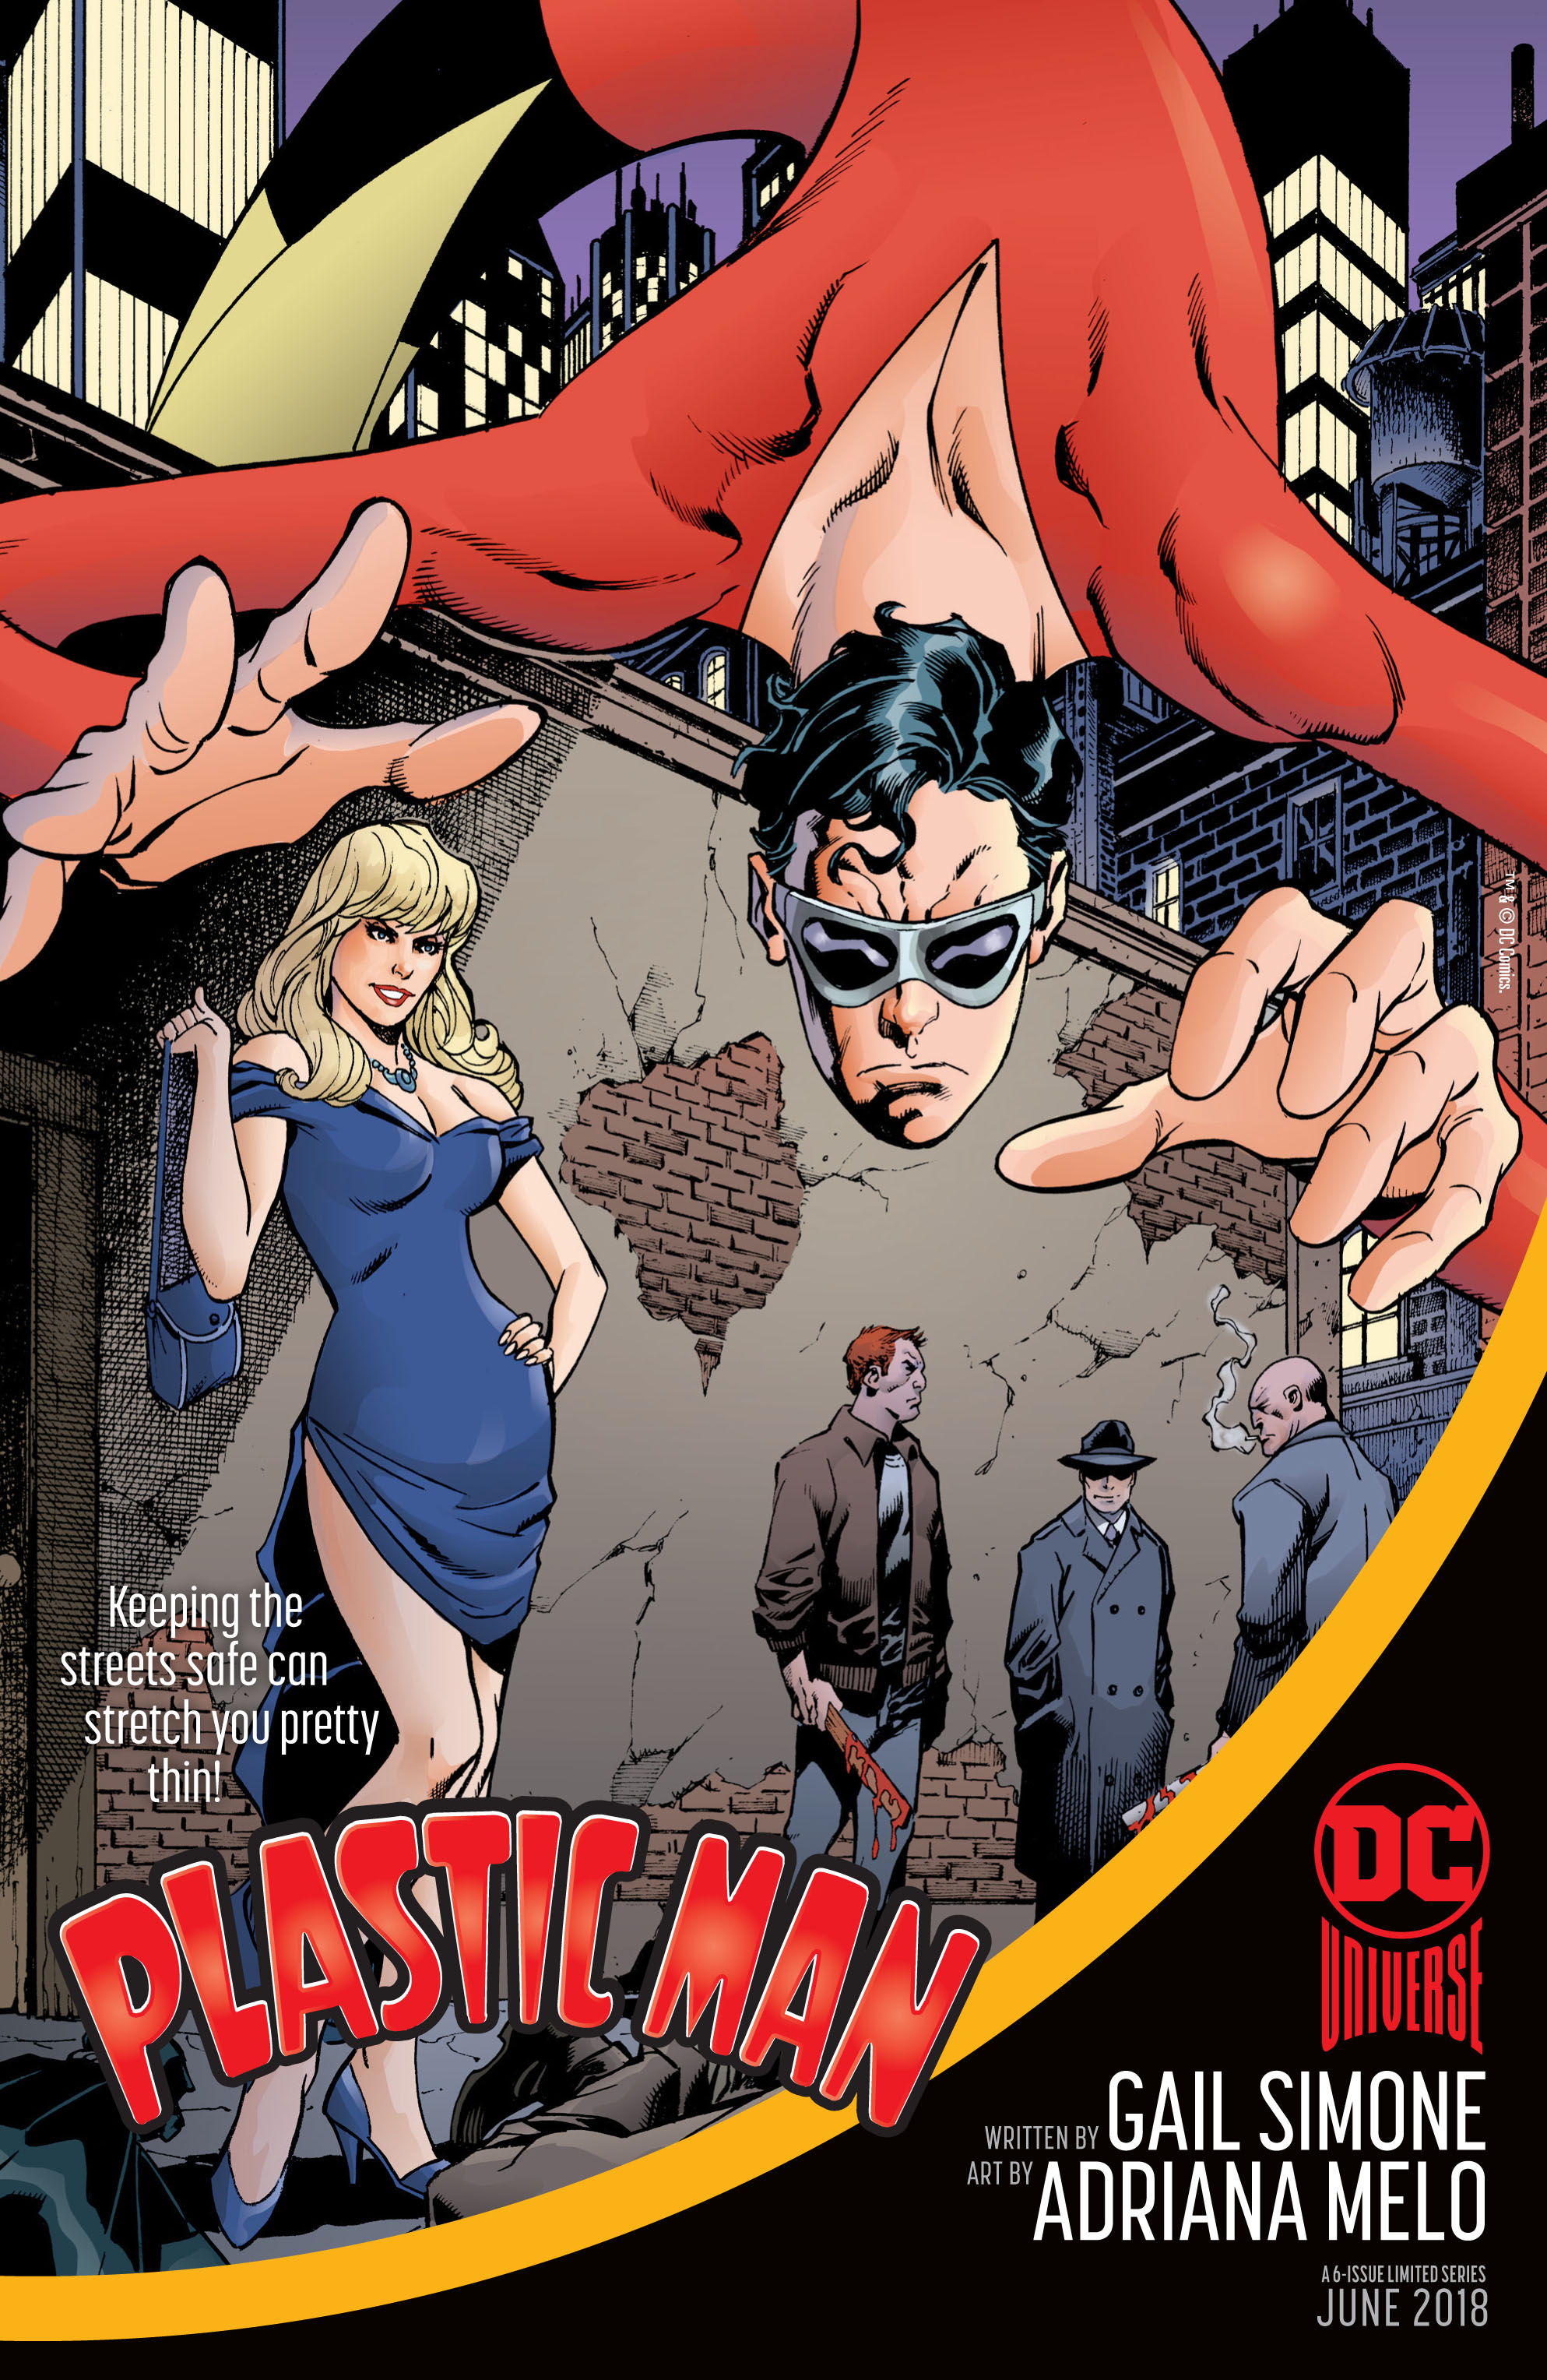 TM & © DC Comics.
Keeping the
streets safe can
stretch you pretty
thin!
PLASTIC MAN
DC
UNIVERSE
WRITTEN BY GAIL SIMONE
ART BY ADRIANA MELO
A 6-ISSUE LIMITED SERIES
JUNE 2018